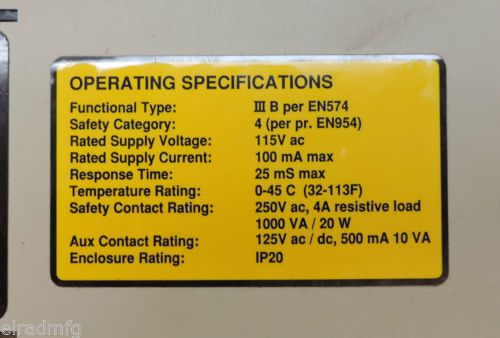 OPERATING SPECIFICATIONS
Functional Type: III B per EN574
Safety Category: 4 (per pr. EN954)
Rated Supply Voltage: 115V ac
Rated Supply Current: 100 mA max
Response Time: 25 mS max
Temperature Rating: 0-45 C (32-113F)
Safety Contact Rating: 250V ac, 4A resistive load
1000 VA / 20 W
Aux Contact Rating: 125V ac / dc, 500 mA 10 VA
Enclosure Rating: IP20
elradmfg